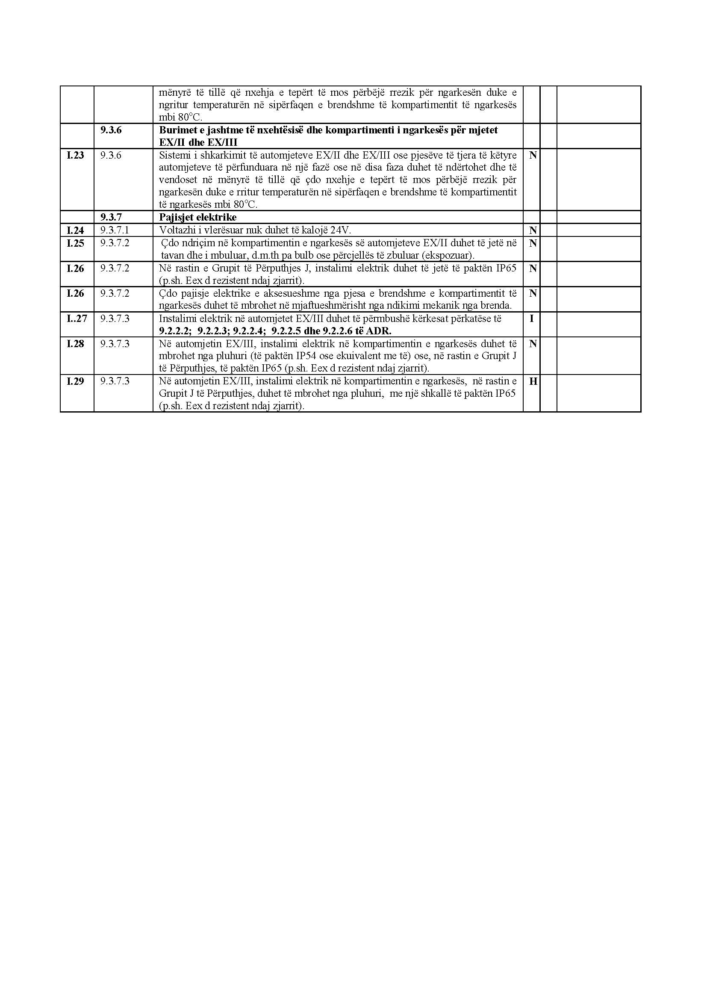 mënyrë të tillë që nxehja e tepërt të mos përbëjë rrezik për ngarkesën duke e
ngritur temperaturën në sipërfaqen e brendshme të kompartimentit të ngarkesës
mbi 80°C.
9.3.6 Burimet e jashtme të nxehtësisë dhe kompartimenti i ngarkesës për mjetet
EX/II dhe EX/III
I.23 9.3.6 Sistemi i shkarkimit të automjeteve EX/II dhe EX/III ose pjesëve të tjera të këtyre N
automjeteve të përfunduara në një fazë ose në disa faza duhet të ndërtohet dhe të
vendoset në mënyrë të tillë që çdo nxehje e tepërt të mos përbëjë rrezik për
ngarkesën duke e rritur temperaturën në sipërfaqen e brendshme të kompartimentit
të ngarkesës mbi 80°C.
9.3.7 Pajisjet elektrike
I.24 9.3.7.1 Voltazhi i vlerësuar nuk duhet të kalojë 24V. N
I.25 9.3.7.2 Çdo ndriçim në kompartimentin e ngarkesës së automjeteve EX/II duhet të jetë në N
tavan dhe i mbuluar, d.m.th pa bulb ose përcjellës të zbuluar (ekspozuar).
I.26 9.3.7.2 Në rastin e Grupit të Përputhjes J, instalimi elektrik duhet të jetë të paktën IP65 N
(p.sh. Eex d rezistent ndaj zjarrit).
I.26 9.3.7.2 Çdo pajisje elektrike e aksesueshme nga pjesa e brendshme e kompartimentit të N
ngarkesës duhet të mbrohet në mjaftueshmërisht nga ndikimi mekanik nga brenda.
I..27 9.3.7.3 Instalimi elektrik në automjetet EX/III duhet të përmbushë kërkesat përkatëse të I
9.2.2.2; 9.2.2.3; 9.2.2.4; 9.2.2.5 dhe 9.2.2.6 të ADR.
I.28 9.3.7.3 Në automjetin EX/III, instalimi elektrik në kompartimentin e ngarkesës duhet të N
mbrohet nga pluhuri (të paktën IP54 ose ekuivalent me të) ose, në rastin e Grupit J
të Përputhjes, të paktën IP65 (p.sh. Eex d rezistent ndaj zjarrit).
I.29 9.3.7.3 Në automjetin EX/III, instalimi elektrik në kompartimentin e ngarkesës, në rastin e H
Grupit J të Përputhjes, duhet të mbrohet nga pluhuri, me një shkallë të paktën IP65
(p.sh. Eex d rezistent ndaj zjarrit).